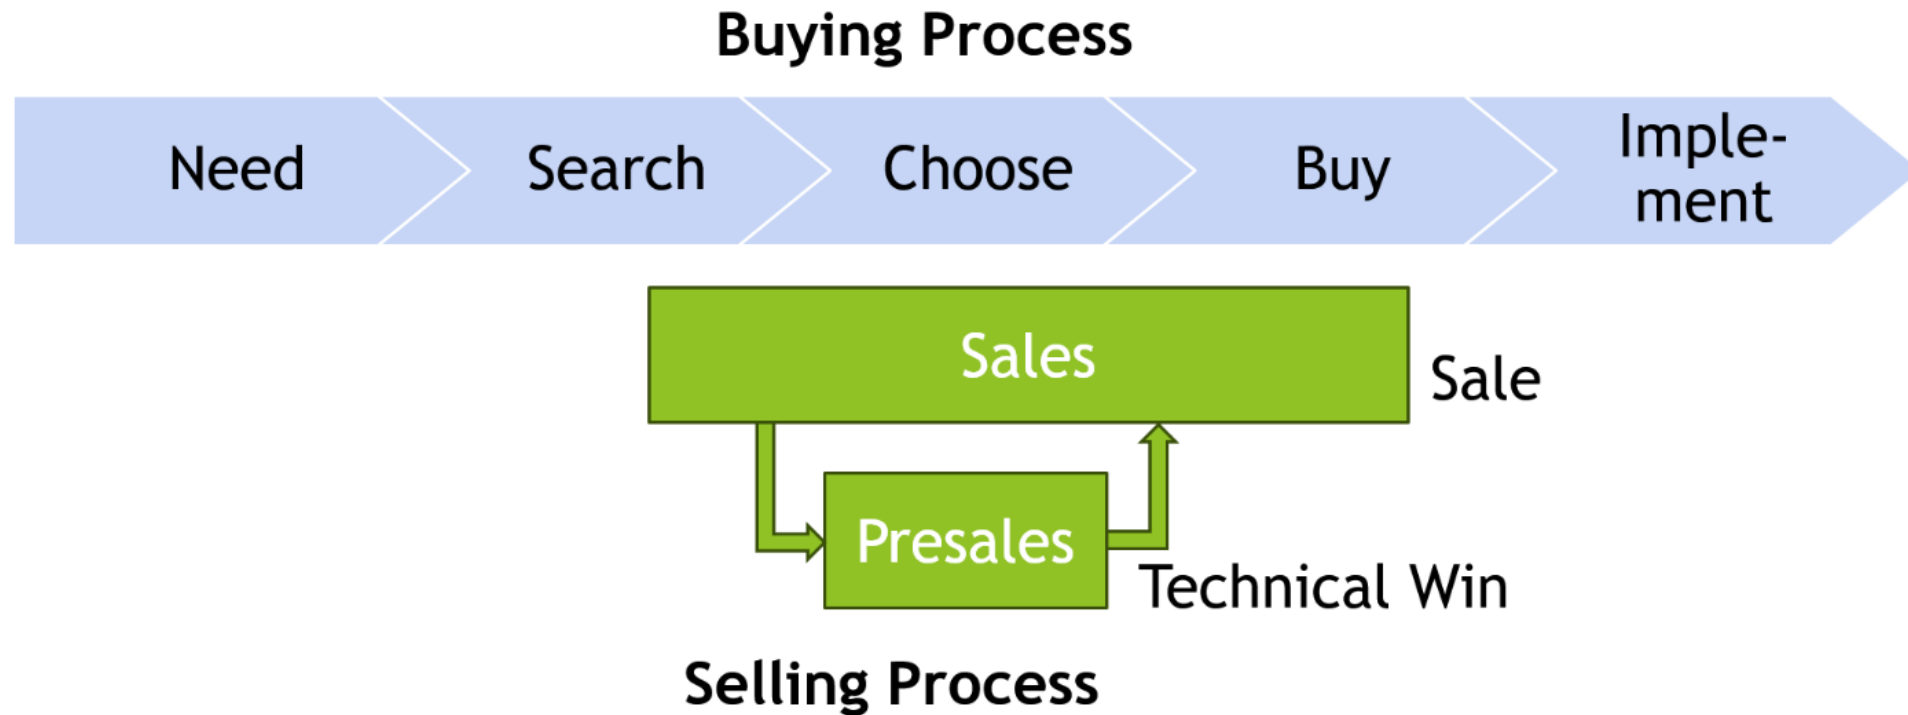 Buying Process
Need
Search
Choose
Buy
Imple-
ment
Sales
Sale
Presales
Technical Win
Selling Process